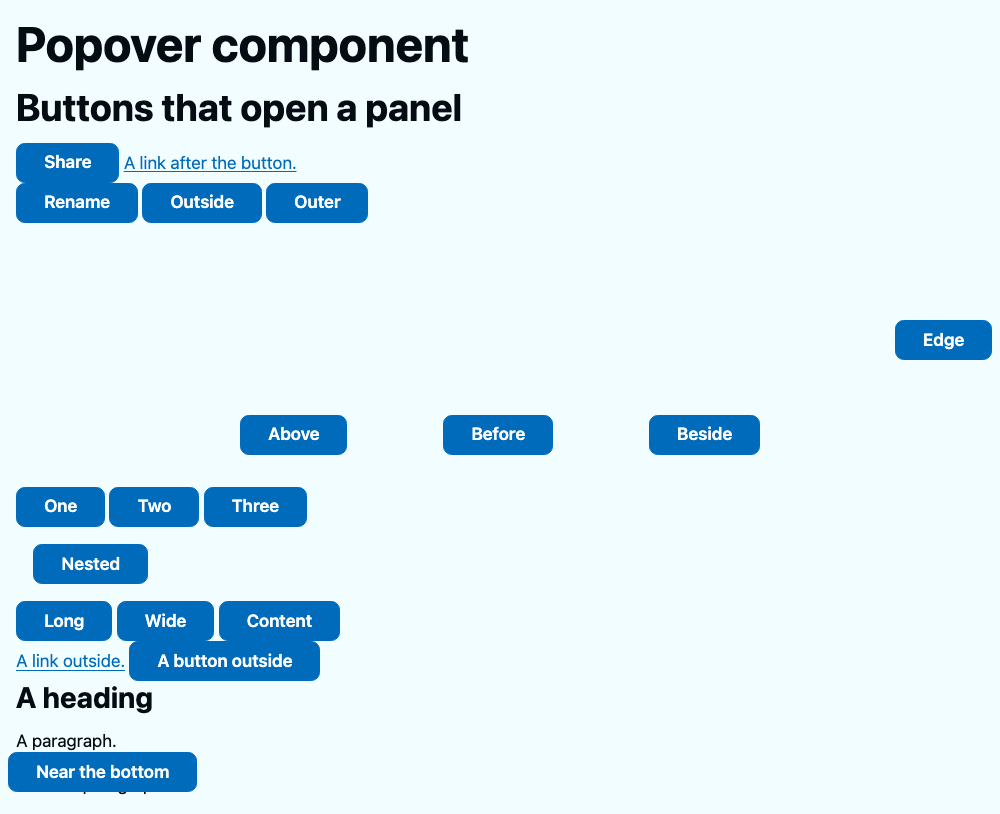 Popover component
Buttons that open a panel
Share A link after the button.
Rename Outside Outer
Edge
Above Before Beside
One Two Three
Nested
Long Wide Content
A link outside. A button outside
A heading
A paragraph.
Near the bottom